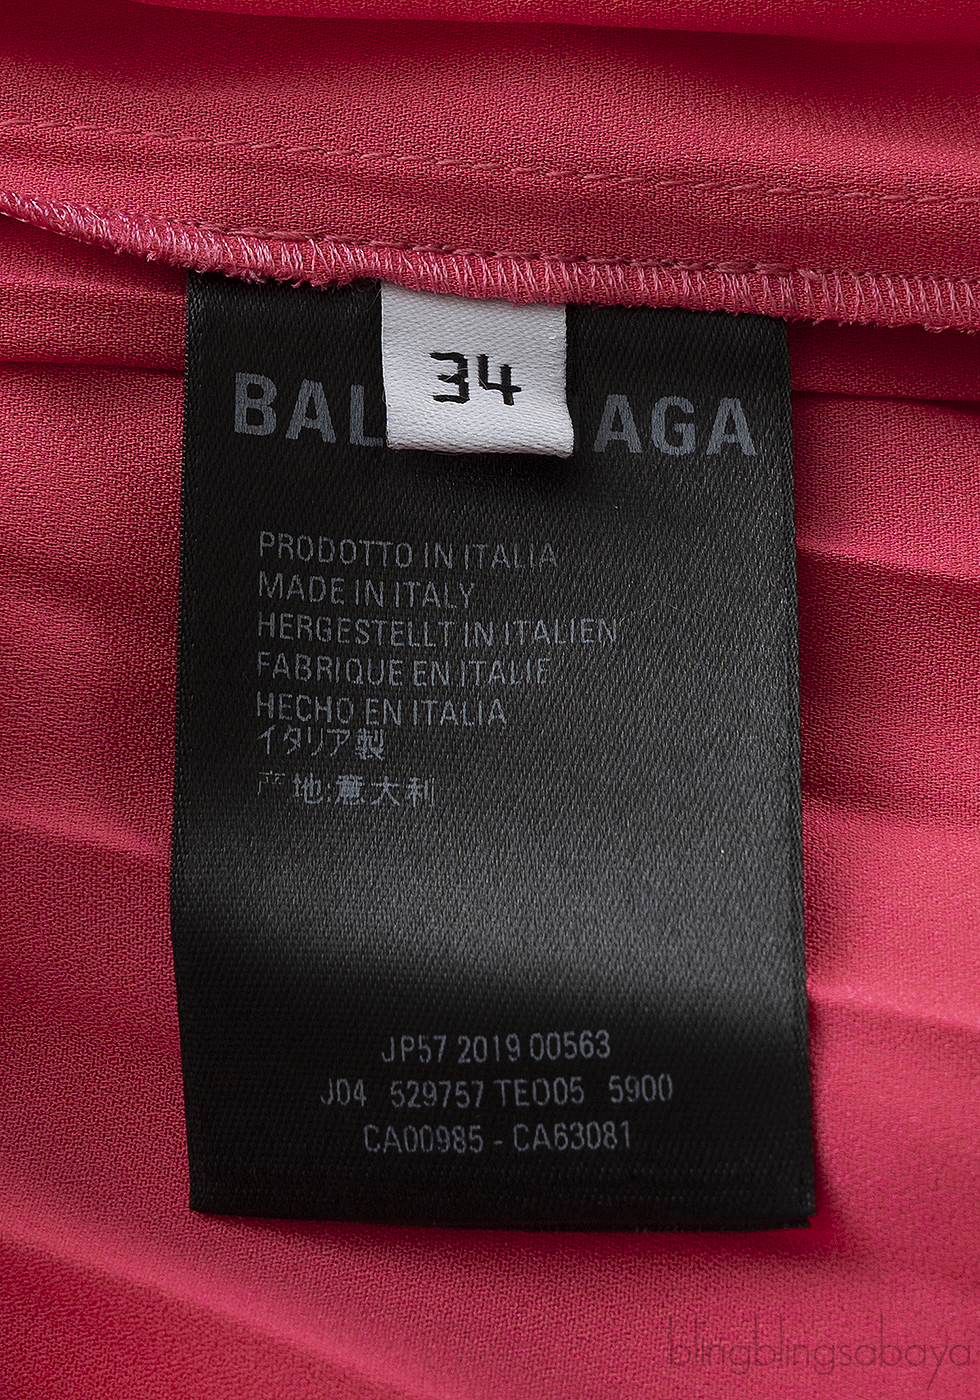 34
BAL AGA
PRODOTTO IN ITALIA
MADE IN ITALY
HERGESTELLT IN ITALIEN
FABRIQUE EN ITALIE
HECHO EN ITALIA
イタリア製
产地:意大利
JP57 2019 00563
J04 529757 TEO05 5900
CA00985 - CA63081
blingblingsabaya